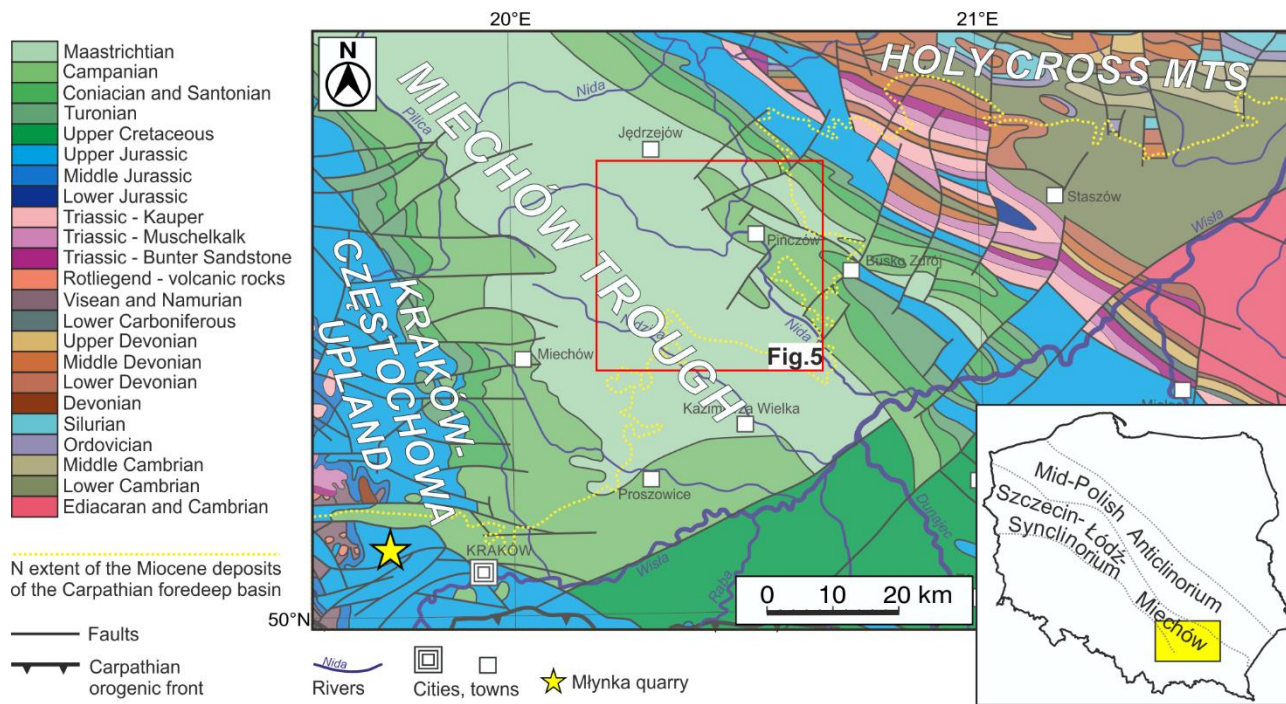 20°E
21°E
Maastrichtian
Campanian
Coniacian and Santonian
Turonian
Upper Cretaceous
Upper Jurassic
Middle Jurassic
Lower Jurassic
Triassic - Kauper
Triassic - Muschelkalk
Triassic - Bunter Sandstone
Rotliegend - volcanic rocks
Visean and Namurian
Lower Carboniferous
Upper Devonian
Middle Devonian
Lower Devonian
Devonian
Silurian
Ordovician
Middle Cambrian
Lower Cambrian
Ediacaran and Cambrian
N extent of the Miocene deposits
of the Carpathian foredeep basin
Faults
Carpathian
orogenic front
N
HOLY CROSS MTS
MIECHÓW TROUGH
KRAKÓW-
CZĘSTOCHOWA
UPLAND
Pilica
Nida
Jędrzejów
Staszów
Wisła
Pińczów
Busko Zdrój
Nida
Miechów
Fig.5
Kazimierza Wielka
Proszowice
KRAKÓW
Wisła
Raba
Dunajec
50°N
0 10 20 km
Mid-Polish Anticlinorium
Szczecin-Łódź-
Synclinorium
Miechów
Nida
Rivers
Cities, towns
Młynka quarry